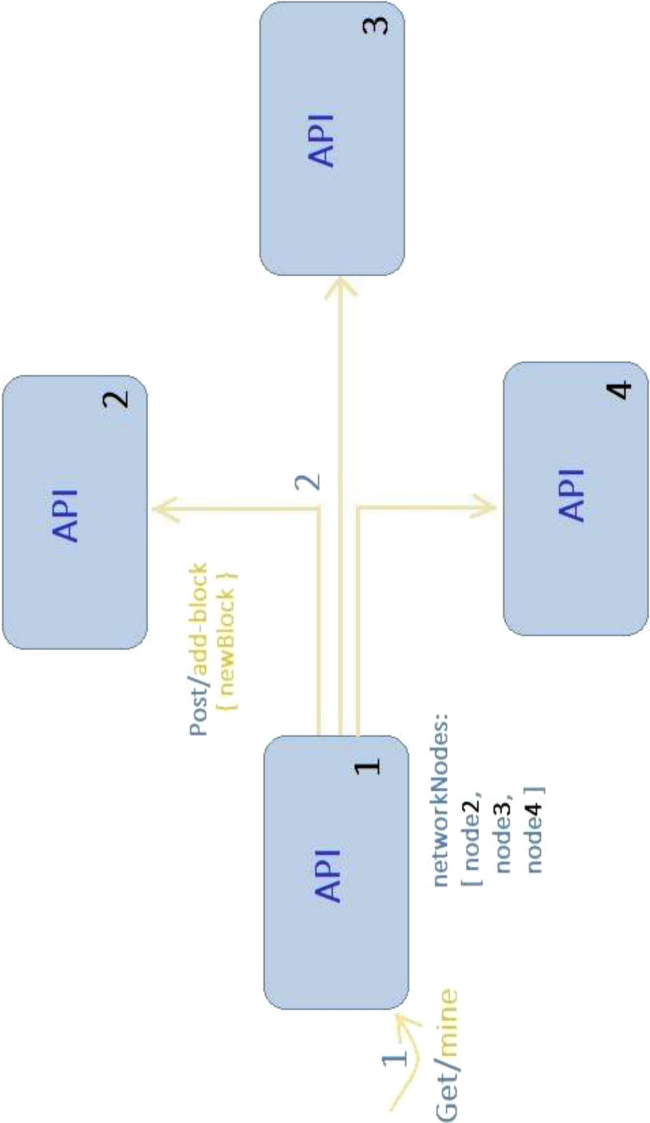 API
2
Post/add-block
{ newBlock }
2
API
3
API
1
1
Get/mine
networkNodes:
[ node2,
node3,
node4 ]
API
4